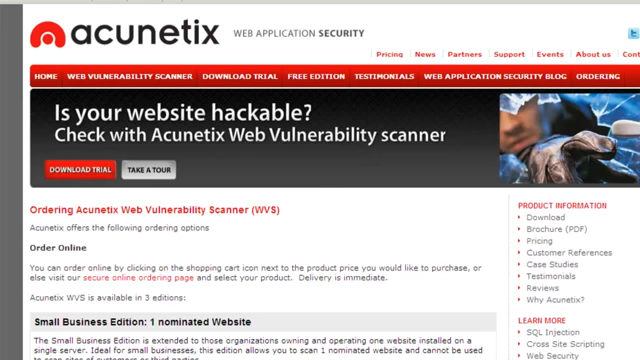 acunetix WEB APPLICATION SECURITY
Pricing News Partners Support Events About us
HOME WEB VULNERABILITY SCANNER DOWNLOAD TRIAL FREE EDITION TESTIMONIALS WEB APPLICATION SECURITY BLOG ORDERING
Is your website hackable?
Check with Acunetix Web Vulnerability scanner
DOWNLOAD TRIAL TAKE A TOUR
Ordering Acunetix Web Vulnerability Scanner (WVS)
Acunetix offers the following ordering options
Order Online
You can order online by clicking on the shopping cart icon next to the product price you would like to purchase, or
else visit our secure online ordering page and select your product. Delivery is immediate.
Acunetix WVS is available in 3 editions:
Small Business Edition: 1 nominated Website
The Small Business Edition is extended to those organizations owning and operating one website installed on a
single server. Ideal for small businesses, this edition allows you to scan 1 nominated website and cannot be used
to scan sites of customers or third parties.
PRODUCT INFORMATION
Download
Brochure (PDF)
Pricing
Customer References
Case Studies
Testimonials
Reviews
Why Acunetix?
LEARN MORE
SQL Injection
Cross Site Scripting
Web Security